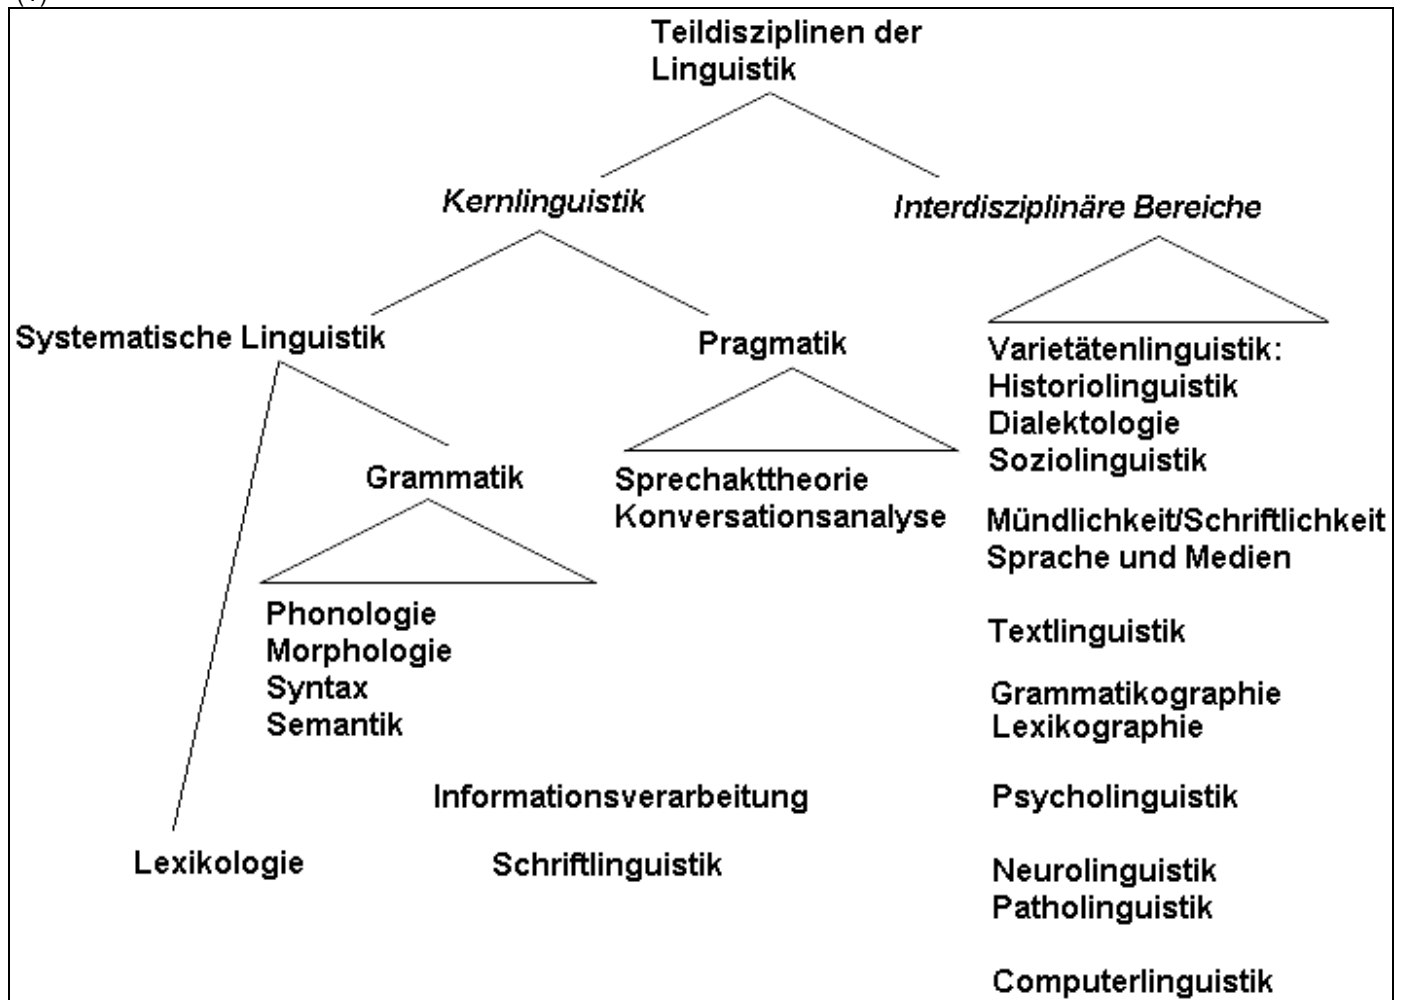 Teildisziplinen der
Linguistik
Kernlinguistik
Interdisziplinäre Bereiche
Systematische Linguistik
Pragmatik
Varietätenlinguistik:
Historiolinguistik
Dialektologie
Soziolinguistik
Grammatik
Sprechakttheorie
Konversationsanalyse
Mündlichkeit/Schriftlichkeit
Sprache und Medien
Phonologie
Morphologie
Syntax
Semantik
Textlinguistik
Grammatikographie
Lexikographie
Informationsverarbeitung
Psycholinguistik
Lexikologie
Schriftlinguistik
Neurolinguistik
Patholinguistik
Computerlinguistik